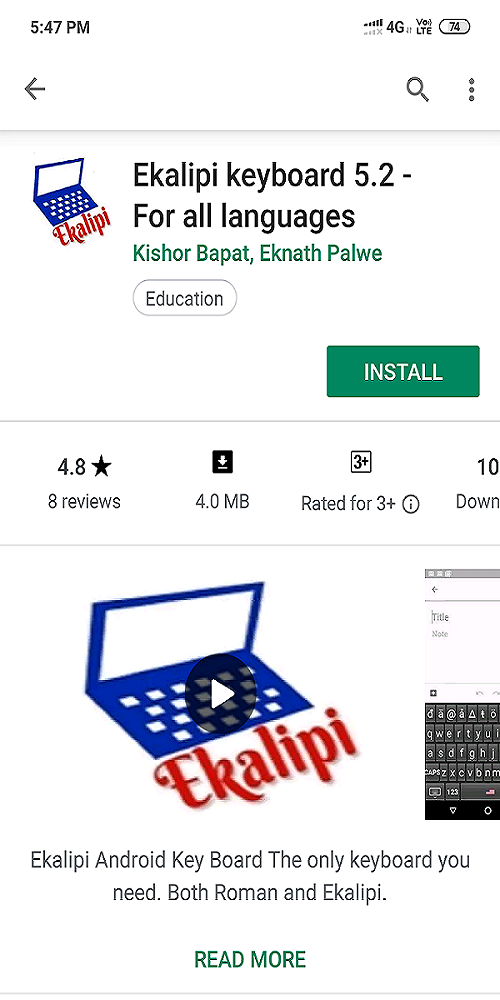 5:47 PM 4G Vo) LTE 74
Ekalipi
Ekalipi keyboard 5.2 -
For all languages
Kishor Bapat, Eknath Palwe
Education
INSTALL
4.8 ★ 3+ 10
8 reviews 4.0 MB Rated for 3+ Down
Ekalipi
Title
Note
đ ä @ á Δ ŧ ö
q w e r t y u i
a s d f g h j
CAPS z x c v b n m
123
Ekalipi Android Key Board The only keyboard you
need. Both Roman and Ekalipi.
READ MORE